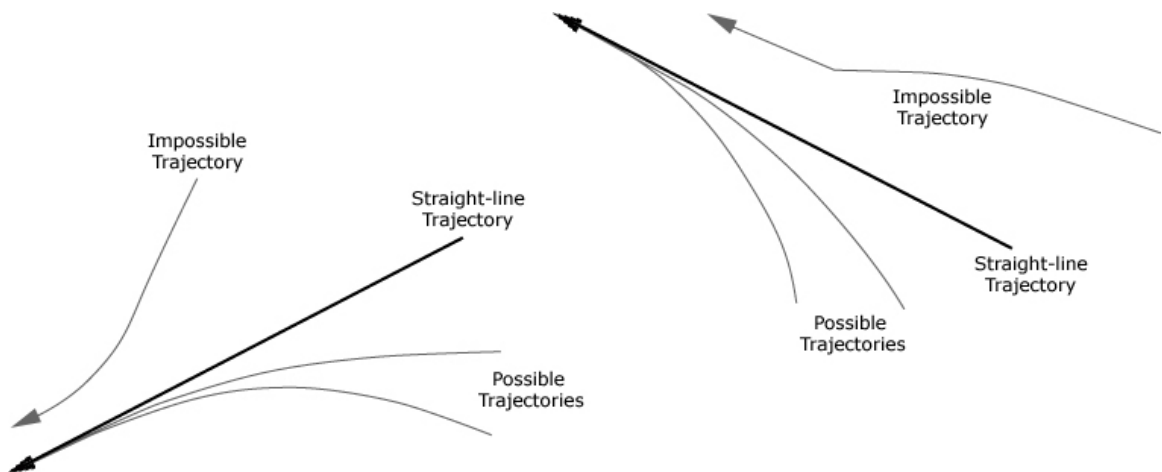 Impossible
Trajectory
Straight-line
Trajectory
Possible
Trajectories
Impossible
Trajectory
Straight-line
Trajectory
Possible
Trajectories